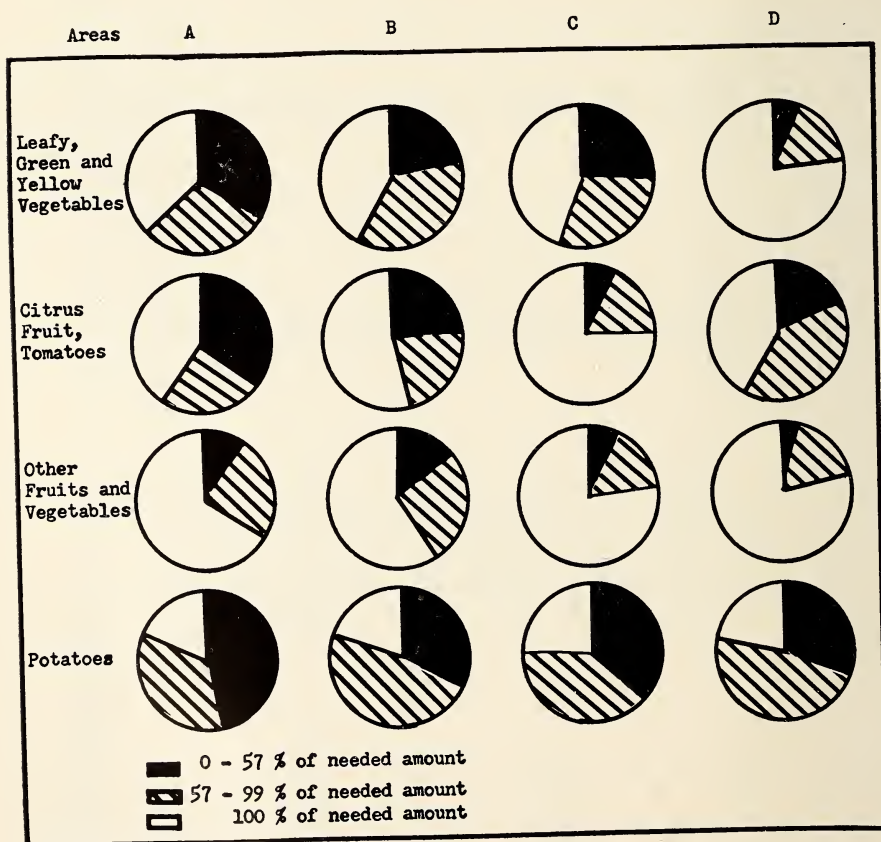 Areas A B C D
Leafy,
Green and
Yellow
Vegetables
Citrus
Fruit,
Tomatoes
Other
Fruits and
Vegetables
Potatoes
0 - 57 % of needed amount
57 - 99 % of needed amount
100 % of needed amount